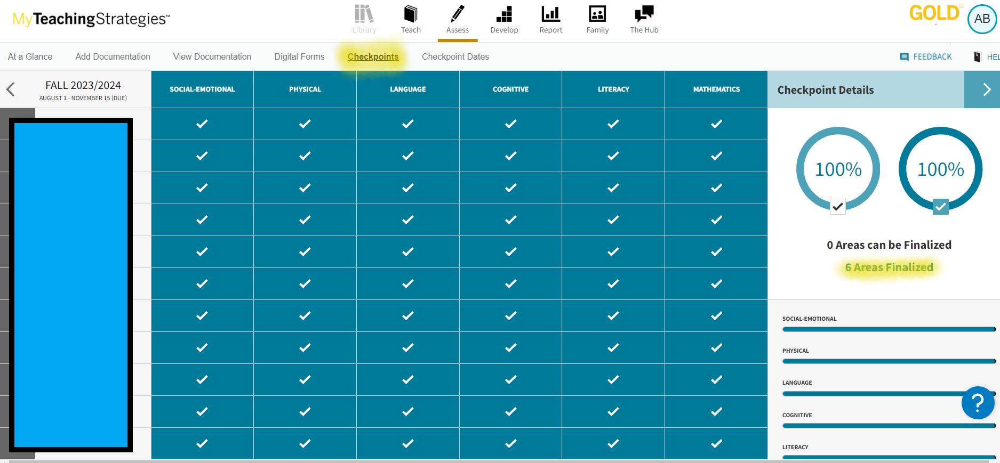 MyTeachingStrategies™
Library
Teach
Assess
Develop
Report
Family
The Hub
GOLD®
AB
At a Glance
Add Documentation
View Documentation
Digital Forms
Checkpoints
Checkpoint Dates
FEEDBACK
HEL
FALL 2023/2024
AUGUST 1 - NOVEMBER 15 (DUE)
SOCIAL-EMOTIONAL
PHYSICAL
LANGUAGE
COGNITIVE
LITERACY
MATHEMATICS
Checkpoint Details
100%
100%
0 Areas can be Finalized
6 Areas Finalized
SOCIAL-EMOTIONAL
PHYSICAL
LANGUAGE
?
COGNITIVE
LITERACY